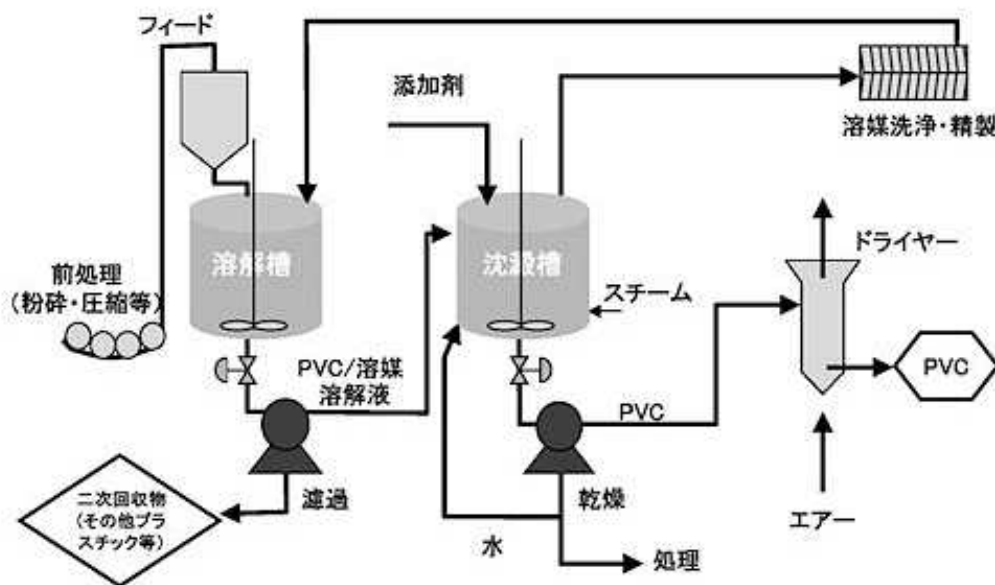 フィード
添加剤
溶媒洗浄・精製
溶解槽
沈澱槽
ドライヤー
前処理
(粉砕・圧縮等)
スチーム
PVC/溶媒
溶解液
PVC
PVC
二次回収物
(その他プラ
スチック等)
濾過
乾燥
エアー
水
処理